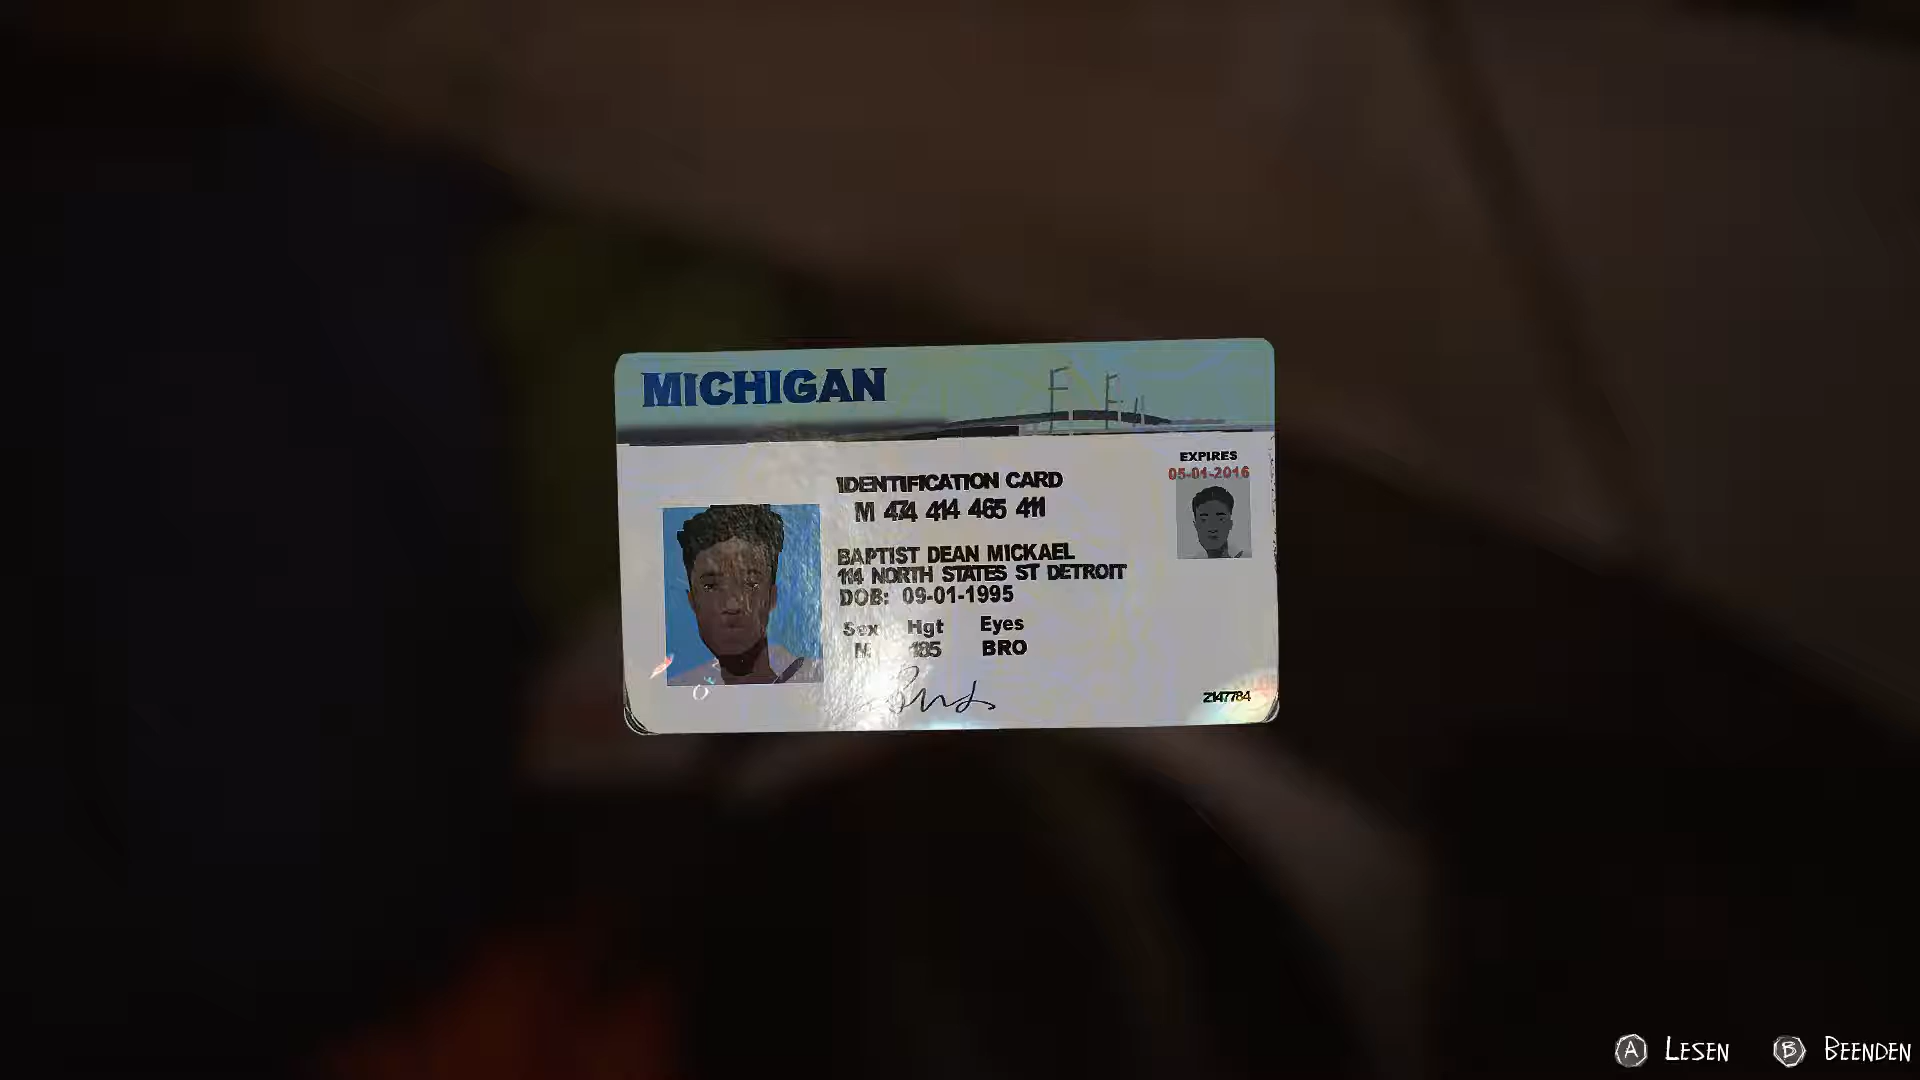 MICHIGAN
EXPIRES
05-01-2016
IDENTIFICATION CARD
M 474 414 465 411
BAPTIST DEAN MICKAEL
114 NORTH STATES ST DETROIT
DOB: 09-01-1995
Sex Hgt Eyes
M 185 BRO
2147784
A LESEN B BEENDEN